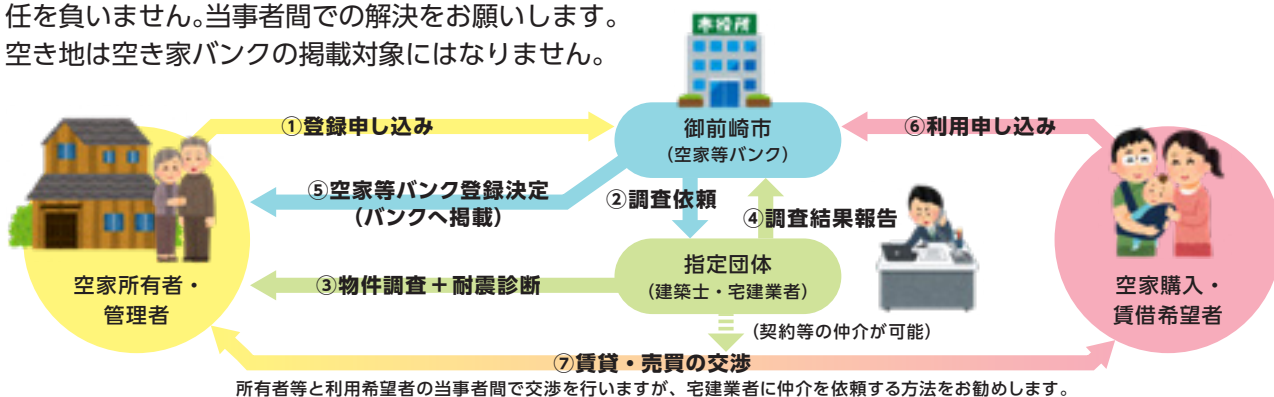 任を負いません。当事者間での解決をお願いします。
空き地は空き家バンクの掲載対象にはなりません。
市役所
①登録申し込み
御前崎市
(空家等バンク)
⑥利用申し込み
⑤空家等バンク登録決定
(バンクへ掲載)
②調査依頼
④調査結果報告
空家所有者・
管理者
③物件調査+耐震診断
指定団体
(建築士・宅建業者)
空家購入・
賃借希望者
(契約等の仲介が可能)
⑦賃貸・売買の交渉
所有者等と利用希望者の当事者間で交渉を行いますが、宅建業者に仲介を依頼する方法をお勧めします。